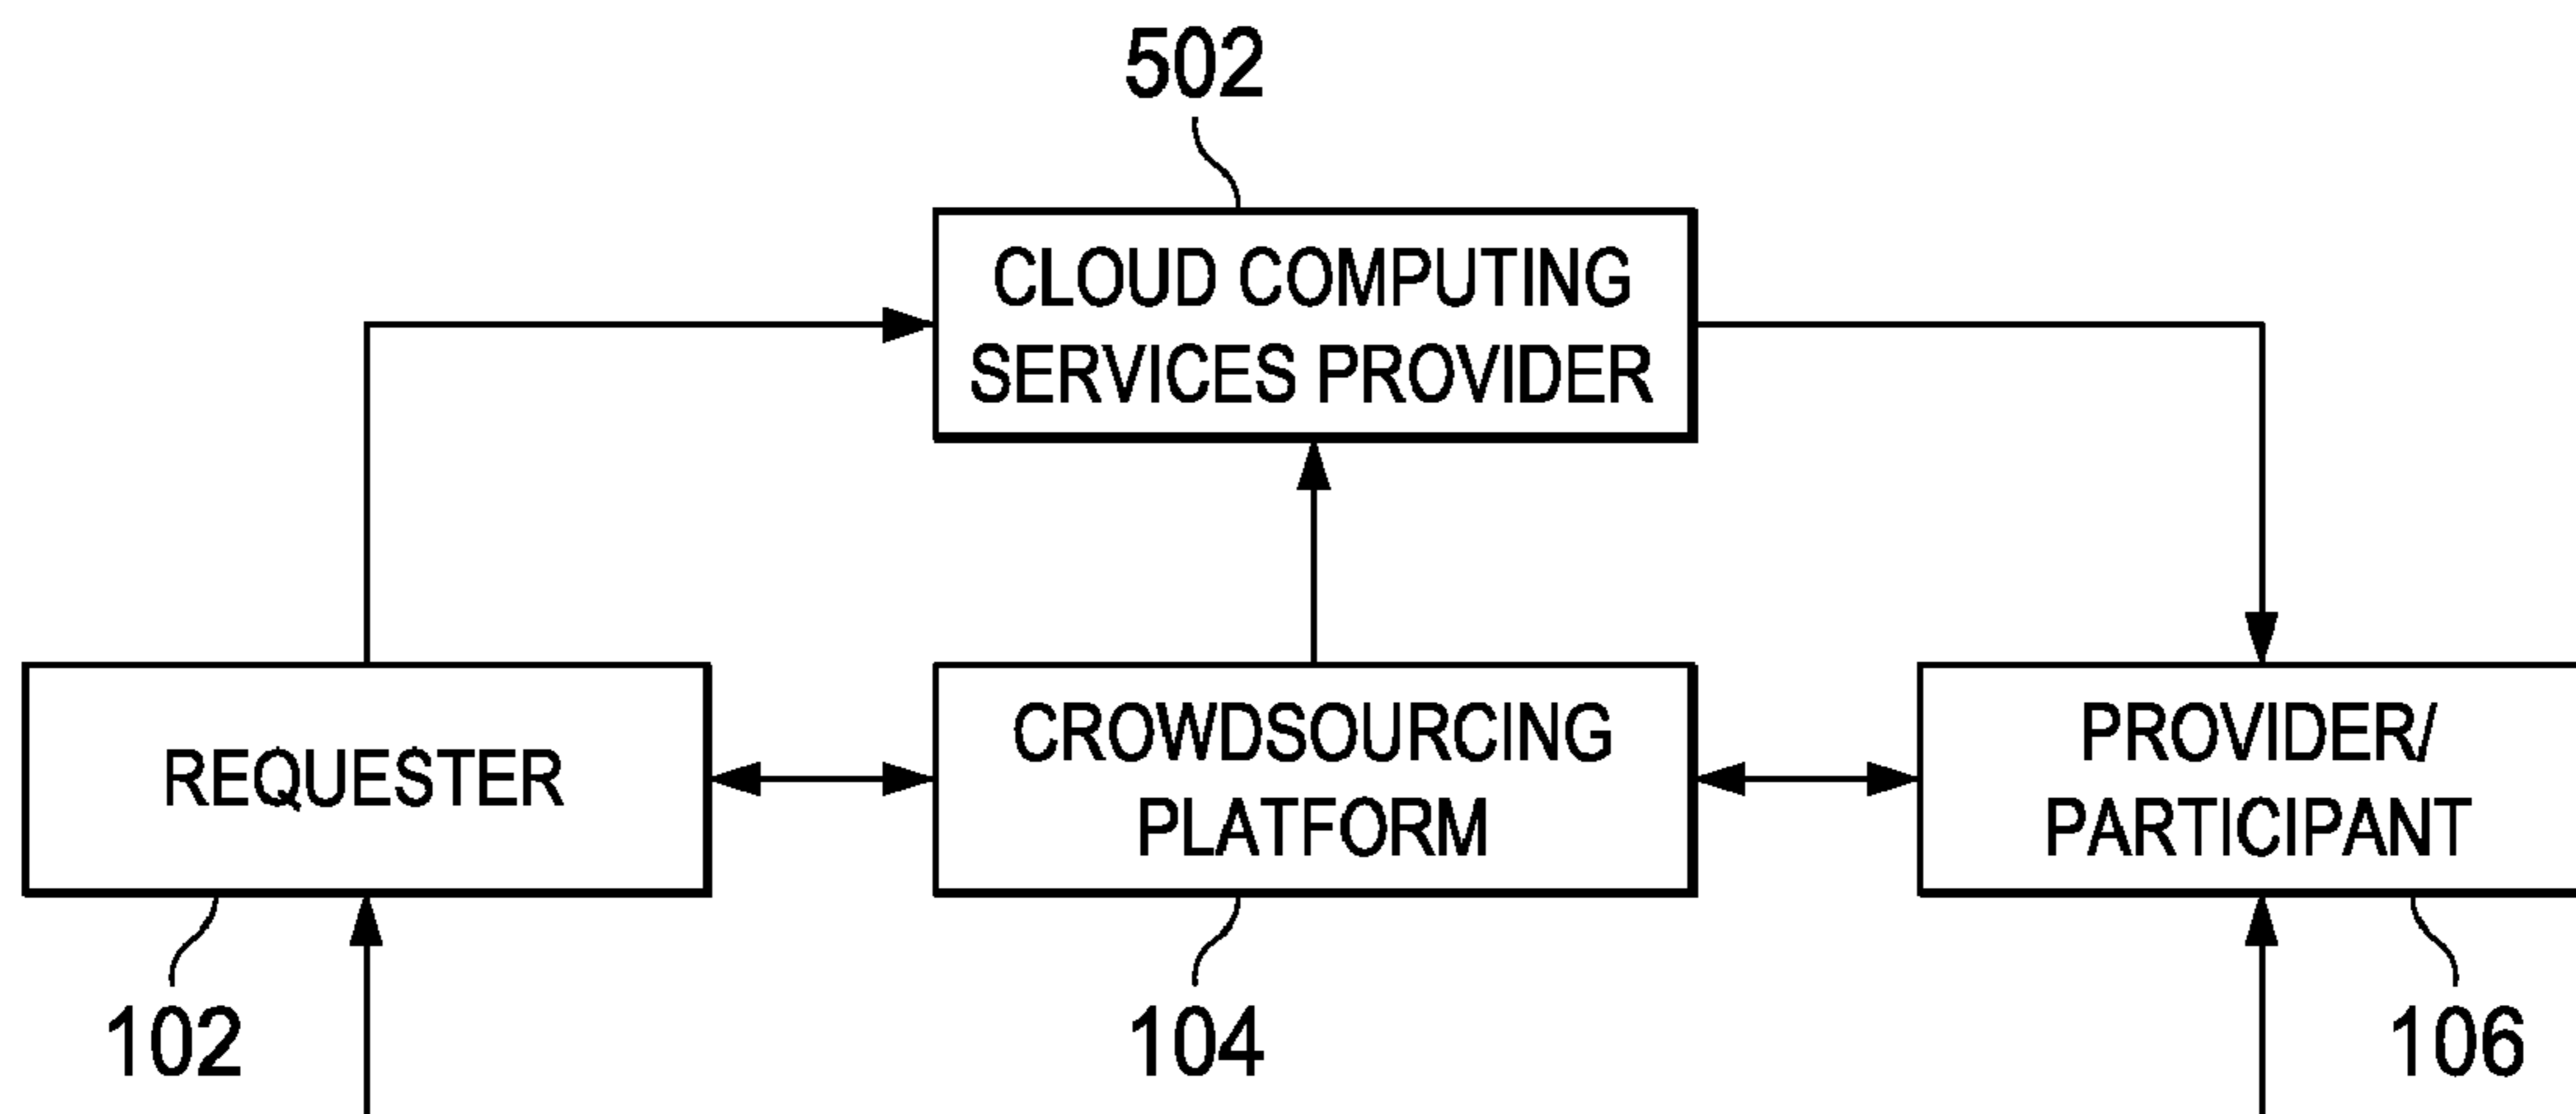 502
CLOUD COMPUTING
SERVICES PROVIDER
REQUESTER
CROWDSOURCING
PLATFORM
PROVIDER/
PARTICIPANT
102
104
106